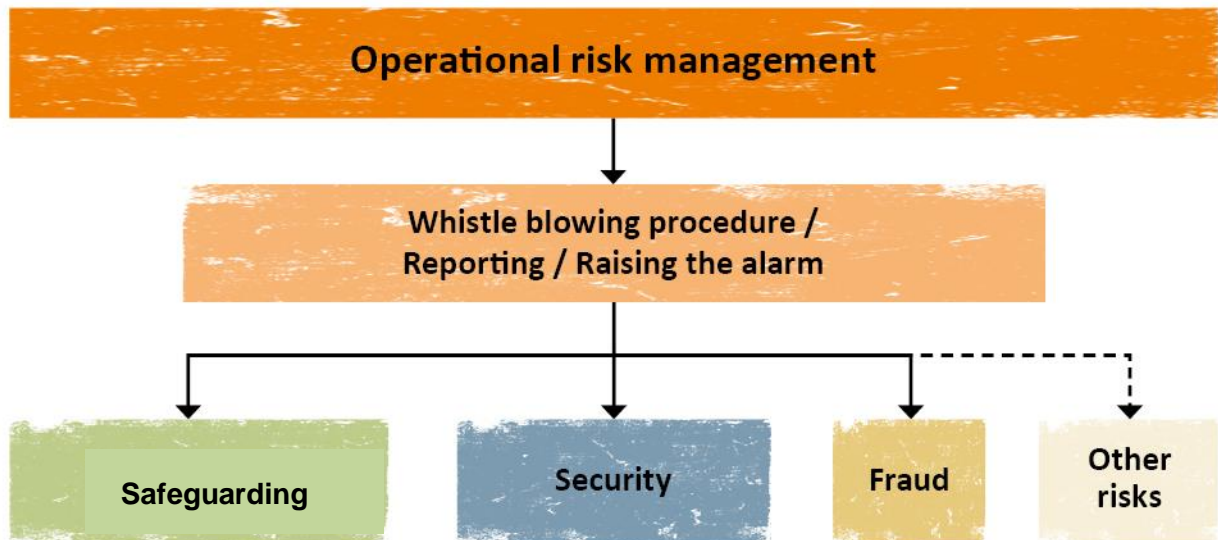 Operational risk management
Whistle blowing procedure /
Reporting / Raising the alarm
Safeguarding
Security
Fraud
Other
risks